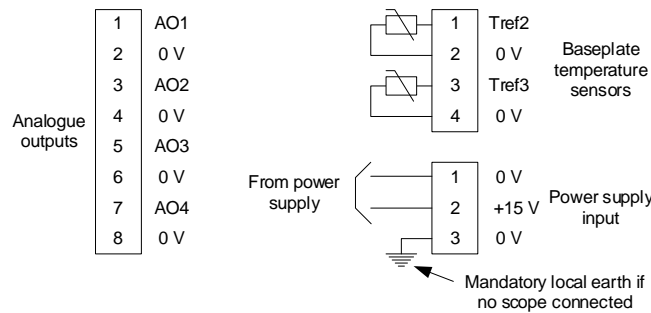 Analogue
outputs
1 AO1
2 0 V
3 AO2
4 0 V
5 AO3
6 0 V
7 AO4
8 0 V
1 Tref2
2 0 V
3 Tref3
4 0 V
Baseplate
temperature
sensors
From power
supply
1 0 V
2 +15 V
3 0 V
Power supply
input
Mandatory local earth if
no scope connected